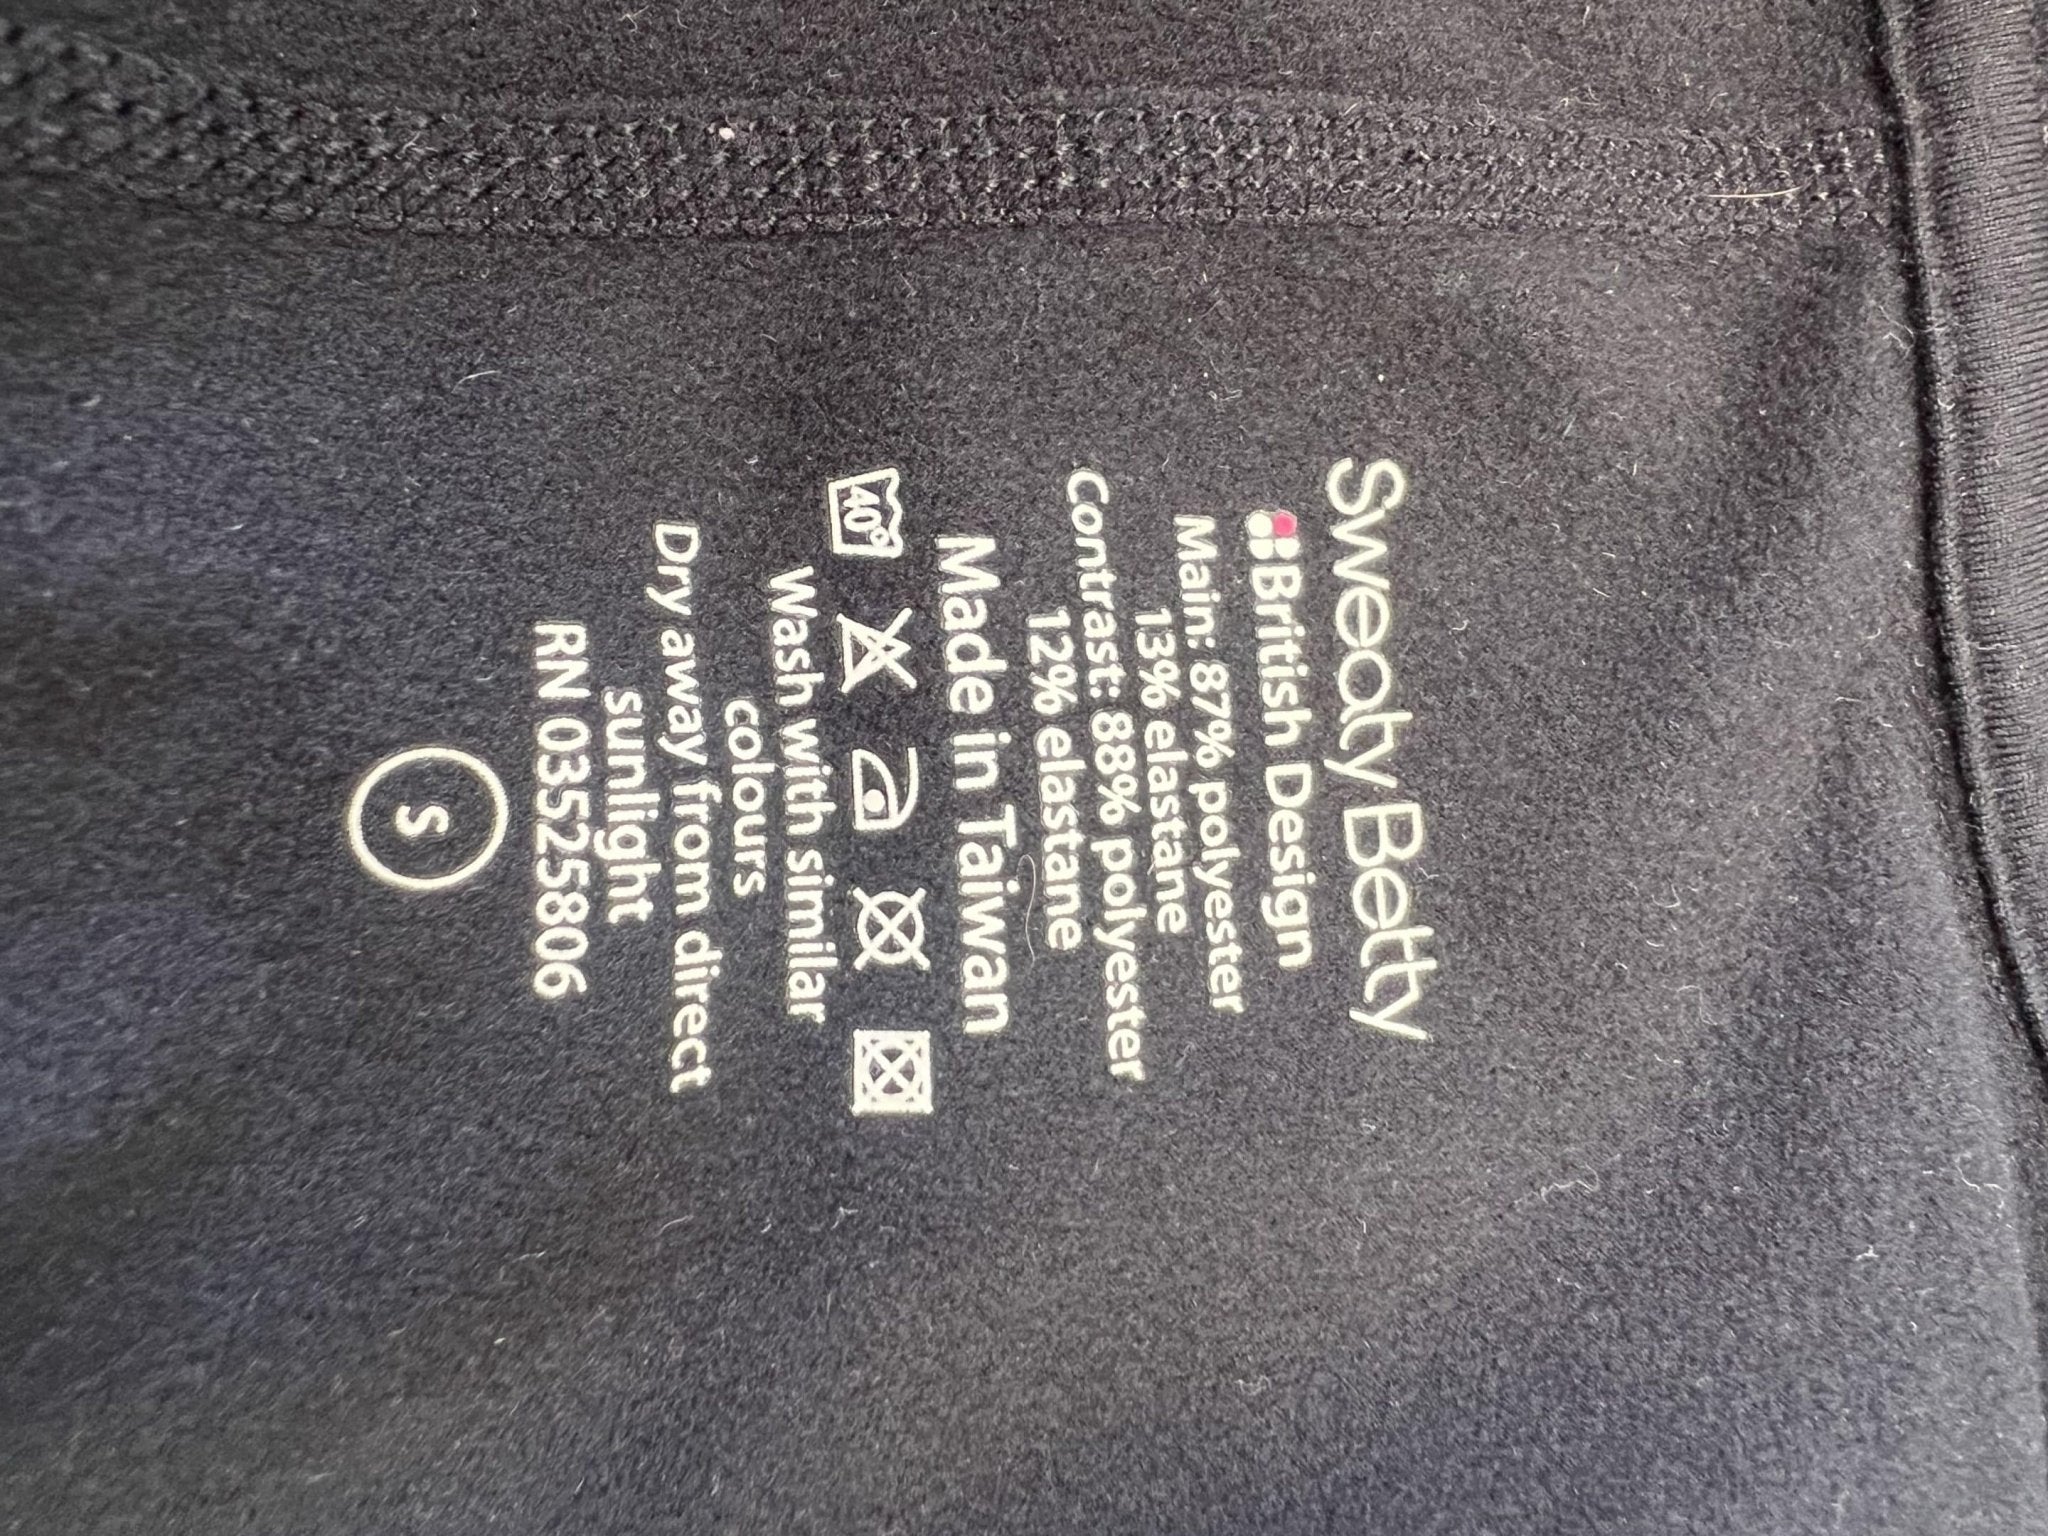 Sweaty Betty
British Design
Main: 87% polyester
13% elastane
Contrast: 88% polyester
12% elastane
Made in Taiwan
40°
Wash with similar
colours
Dry away from direct
sunlight
RN 03525806
S